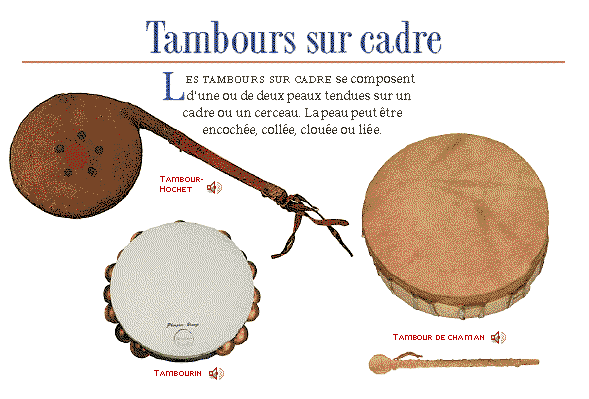 Tambours sur cadre
LES TAMBOURS SUR CADRE se composent
d'une ou de deux peaux tendues sur un
cadre ou un cerceau. La peau peut être
encochée, collée, clouée ou liée.
TAMBOUR-
HOCHET
TAMBOUR DE CHAMAN
TAMBOURIN